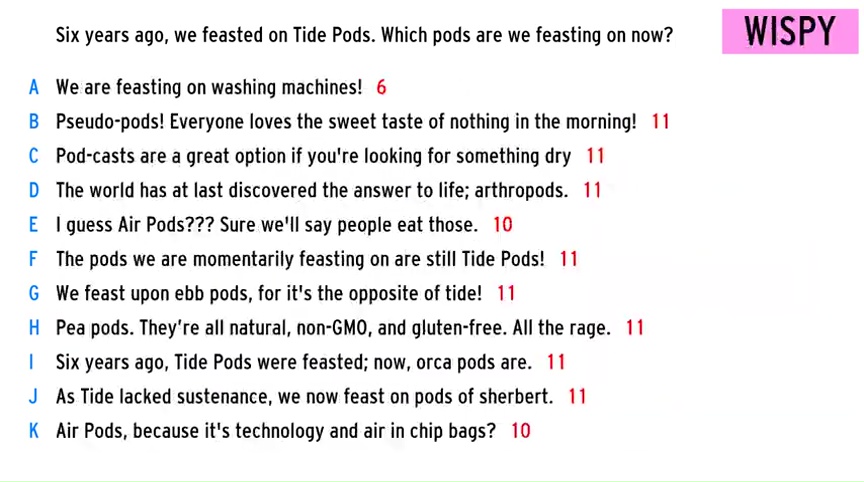 Six years ago, we feasted on Tide Pods. Which pods are we feasting on now?
WISPY
A We are feasting on washing machines! 6
B Pseudo-pods! Everyone loves the sweet taste of nothing in the morning! 11
C Pod-casts are a great option if you're looking for something dry 11
D The world has at last discovered the answer to life; arthropods. 11
E I guess Air Pods??? Sure we'll say people eat those. 10
F The pods we are momentarily feasting on are still Tide Pods! 11
G We feast upon ebb pods, for it's the opposite of tide! 11
H Pea pods. They’re all natural, non-GMO, and gluten-free. All the rage. 11
I Six years ago, Tide Pods were feasted; now, orca pods are. 11
J As Tide lacked sustenance, we now feast on pods of sherbert. 11
K Air Pods, because it's technology and air in chip bags? 10